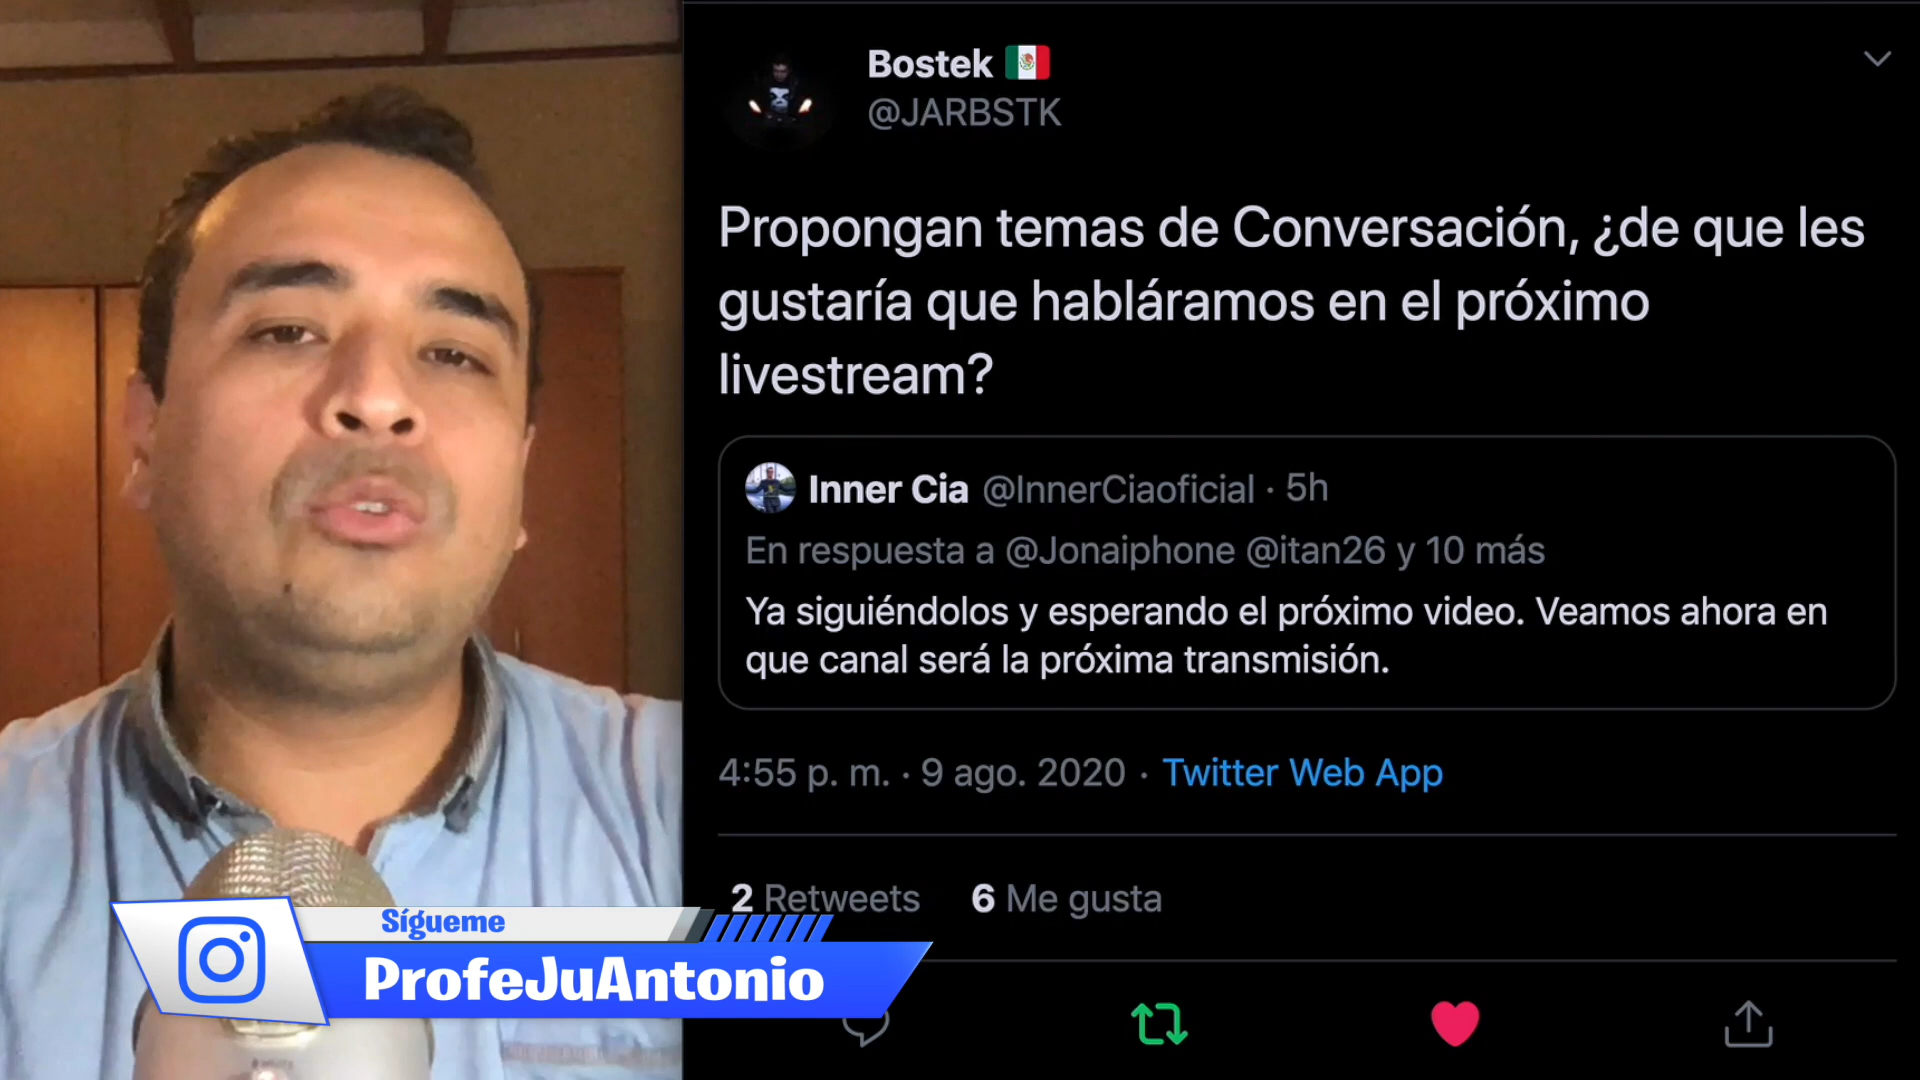 Bostek
@JARBSTK
Propongan temas de Conversación, ¿de que les
gustaría que habláramos en el próximo
livestream?
Inner Cia @InnerCiaoficial · 5h
En respuesta a @Jonaiphone @itan26 y 10 más
Ya siguiéndolos y esperando el próximo video. Veamos ahora en
que canal será la próxima transmisión.
4:55 p. m. · 9 ago. 2020 · Twitter Web App
2 Retweets 6 Me gusta
Sígueme
ProfeJuAntonio